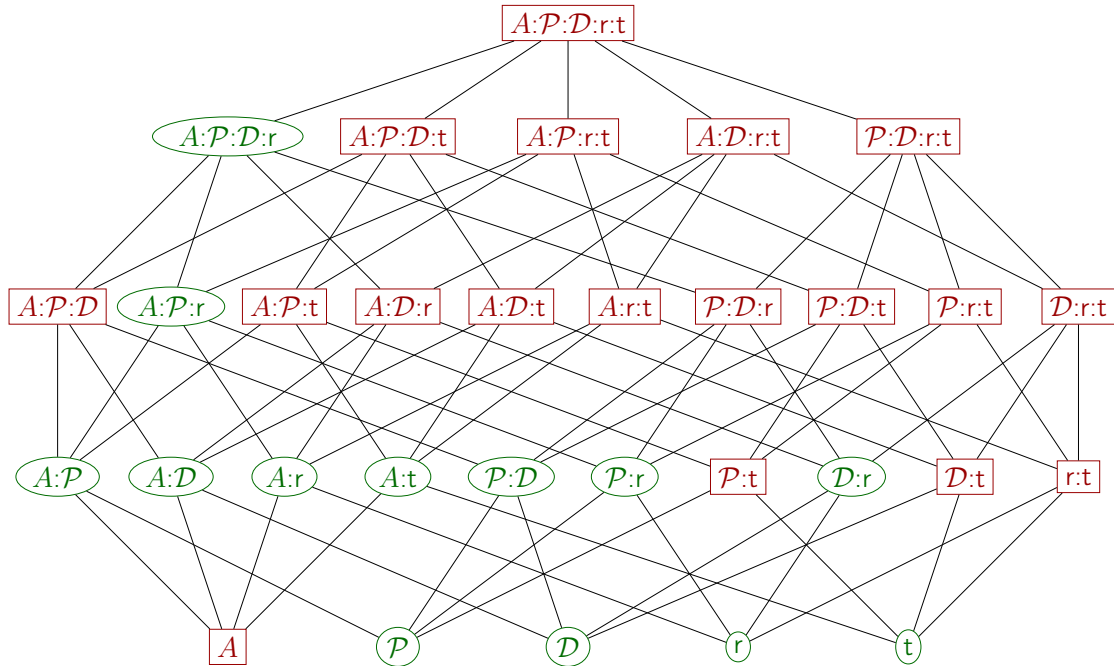 A:𝒫:𝒟:r:t
A:𝒫:𝒟:r A:𝒫:𝒟:t A:𝒫:r:t A:𝒟:r:t 𝒫:𝒟:r:t
A:𝒫:𝒟 A:𝒫:r A:𝒫:t A:𝒟:r A:𝒟:t A:r:t 𝒫:𝒟:r 𝒫:𝒟:t 𝒫:r:t 𝒟:r:t
A:𝒫 A:𝒟 A:r A:t 𝒫:𝒟 𝒫:r 𝒫:t 𝒟:r 𝒟:t r:t
A 𝒫 𝒟 r t